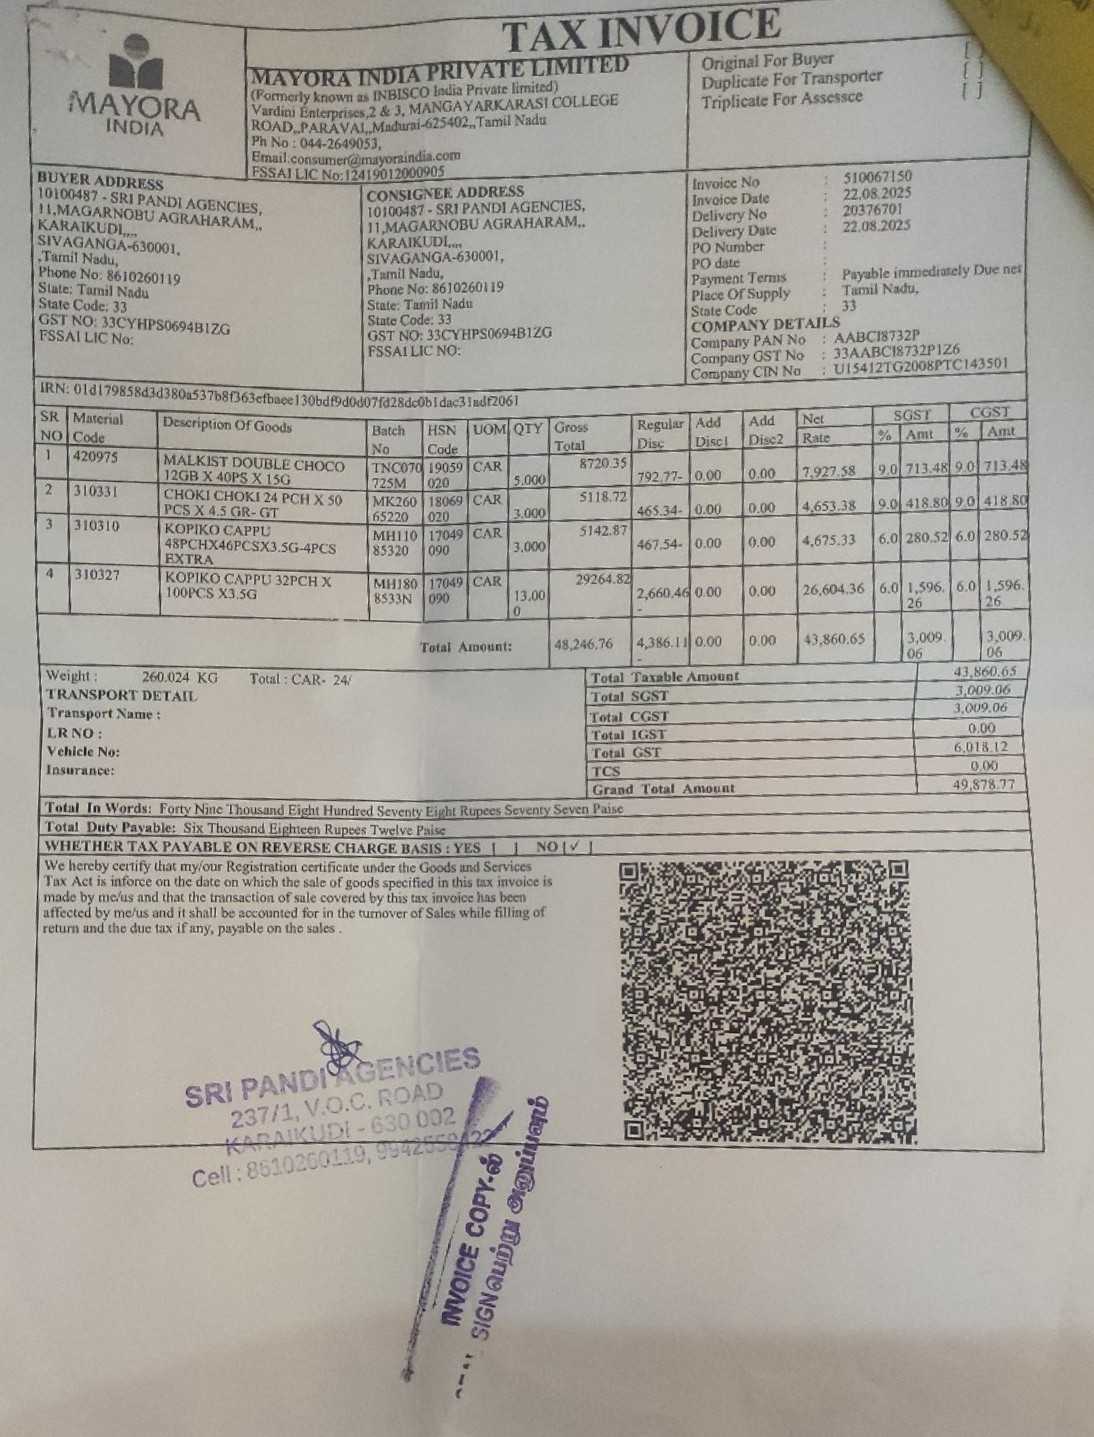 TAX INVOICE
MAYORA
INDIA
MAYORA INDIA PRIVATE LIMITED
(Formerly known as INBISCO India Private limited)
Vardini Enterprises,2 & 3, MANGAYARKARASI COLLEGE
ROAD,,PARAVAI,,Madurai-625402,,Tamil Nadu
Ph No : 044-2649053,
Email:consumer@mayoraindia.com
FSSAI LIC No:12419012000905
Original For Buyer [ ]
Duplicate For Transporter [ ]
Triplicate For Assessce [ ]
BUYER ADDRESS
10100487 - SRI PANDI AGENCIES,
11,MAGARNOBU AGRAHARAM,,
KARAIKUDI,,,,
SIVAGANGA-630001,
,Tamil Nadu,
Phone No: 8610260119
State: Tamil Nadu
State Code: 33
GST NO: 33CYHPS0694B1ZG
FSSAI LIC No:
CONSIGNEE ADDRESS
10100487 - SRI PANDI AGENCIES,
11,MAGARNOBU AGRAHARAM,,
KARAIKUDI,,,,
SIVAGANGA-630001,
,Tamil Nadu,
Phone No: 8610260119
State: Tamil Nadu
State Code: 33
GST NO: 33CYHPS0694B1ZG
FSSAI LIC NO:
Invoice No : 510067150
Invoice Date : 22.08.2025
Delivery No : 20376701
Delivery Date : 22.08.2025
PO Number :
PO date :
Payment Terms : Payable immediately Due net
Place Of Supply : Tamil Nadu,
State Code : 33
COMPANY DETAILS
Company PAN No : AABCI8732P
Company GST No : 33AABCI8732P1Z6
Company CIN No : U15412TG2008PTC143501
IRN: 01d179858d3d380a537b8f363cfbaee130bdf9d0d07fd28dc0b1dac31adf2061
SR NO Material Code Description Of Goods Batch No HSN Code UOM QTY Gross Total Regular Disc Add Disc1 Add Disc2 Net Rate SGST % Amt CGST % Amt
1 420975 MALKIST DOUBLE CHOCO 12GB X 40PS X 15G TNC070 725M 19059 020 CAR 5.000 8720.35 792.77- 0.00 0.00 7,927.58 9.0 713.48 9.0 713.48
2 310331 CHOKI CHOKI 24 PCH X 50 PCS X 4.5 GR- GT MK260 65220 18069 020 CAR 3.000 5118.72 465.34- 0.00 0.00 4,653.38 9.0 418.80 9.0 418.80
3 310310 KOPIKO CAPPU 48PCHX46PCSX3.5G-4PCS EXTRA MH110 85320 17049 090 CAR 3.000 5142.87 467.54- 0.00 0.00 4,675.33 6.0 280.52 6.0 280.52
4 310327 KOPIKO CAPPU 32PCH X 100PCS X3.5G MH180 8533N 17049 090 CAR 13.000 29264.82 2,660.46- 0.00 0.00 26,604.36 6.0 1,596.26 6.0 1,596.26
Total Amount: 48,246.76 4,386.11- 0.00 0.00 43,860.65 3,009.06 3,009.06
Weight : 260.024 KG Total : CAR- 24/
TRANSPORT DETAIL
Transport Name :
LR NO :
Vehicle No:
Insurance:
Total Taxable Amount 43,860.65
Total SGST 3,009.06
Total CGST 3,009.06
Total IGST 0.00
Total GST 6,018.12
TCS 0.00
Grand Total Amount 49,878.77
Total In Words: Forty Nine Thousand Eight Hundred Seventy Eight Rupees Seventy Seven Paise
Total Duty Payable: Six Thousand Eighteen Rupees Twelve Paise
WHETHER TAX PAYABLE ON REVERSE CHARGE BASIS : YES [ ] NO [✓]
We hereby certify that my/our Registration certificate under the Goods and Services
Tax Act is inforce on the date on which the sale of goods specified in this tax invoice is
made by me/us and that the transaction of sale covered by this tax invoice has been
affected by me/us and it shall be accounted for in the turnover of Sales while filling of
return and the due tax if any, payable on the sales .
SRI PANDI AGENCIES
237/1, V.O.C. ROAD
KARAIKUDI - 630 002
Cell : 8610260119,
INVOICE COPY-ல்
SIGN பெற்று அனுப்பவும்